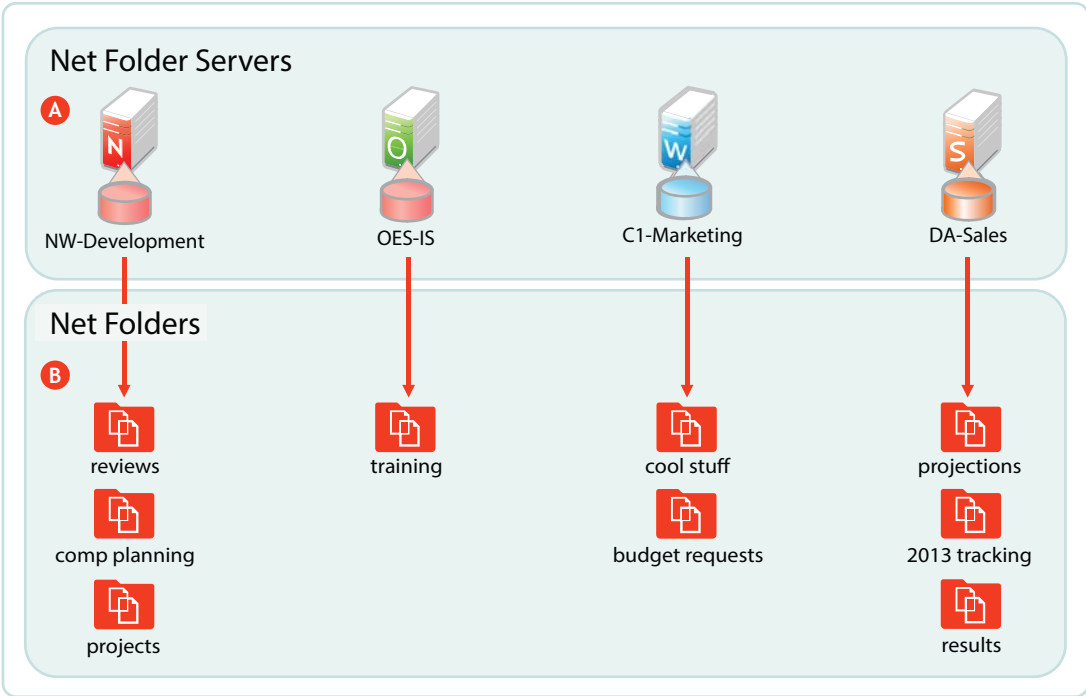 Net Folder Servers
A
N
O
W
S
NW-Development
OES-IS
C1-Marketing
DA-Sales
Net Folders
B
reviews
training
cool stuff
projections
comp planning
budget requests
2013 tracking
projects
results